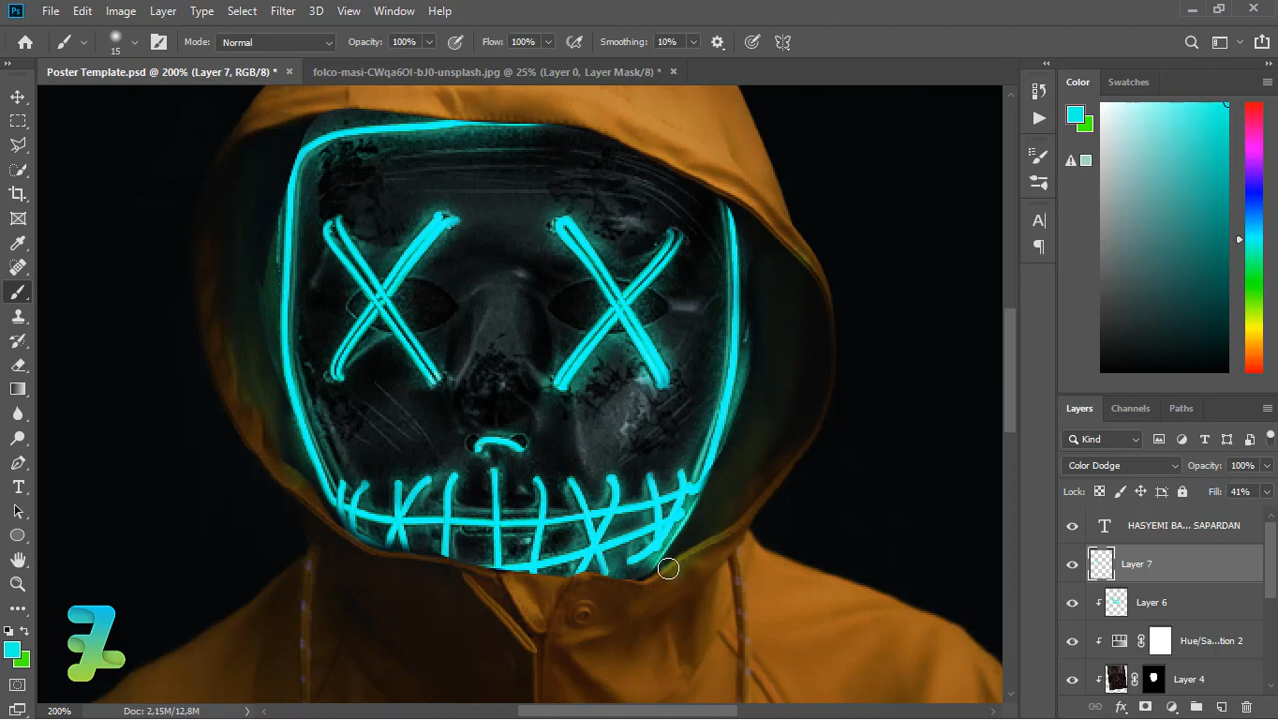 Ps File Edit Image Layer Type Select Filter 3D View Window Help
15 Mode: Normal Opacity: 100% Flow: 100% Smoothing: 10%
Poster Template.psd @ 200% (Layer 7, RGB/8) * × folco-masi-CWqa6OI-bJ0-unsplash.jpg @ 25% (Layer 0, Layer Mask/8) * ×
Color Swatches
Layers Channels Paths
Kind
Color Dodge Opacity: 100%
Lock: Fill: 41%
HASYEMI BA... SAPARDAN
Layer 7
Layer 6
Hue/Sa...tion 2
Layer 4
200% Doc: 2,15M/12,8M